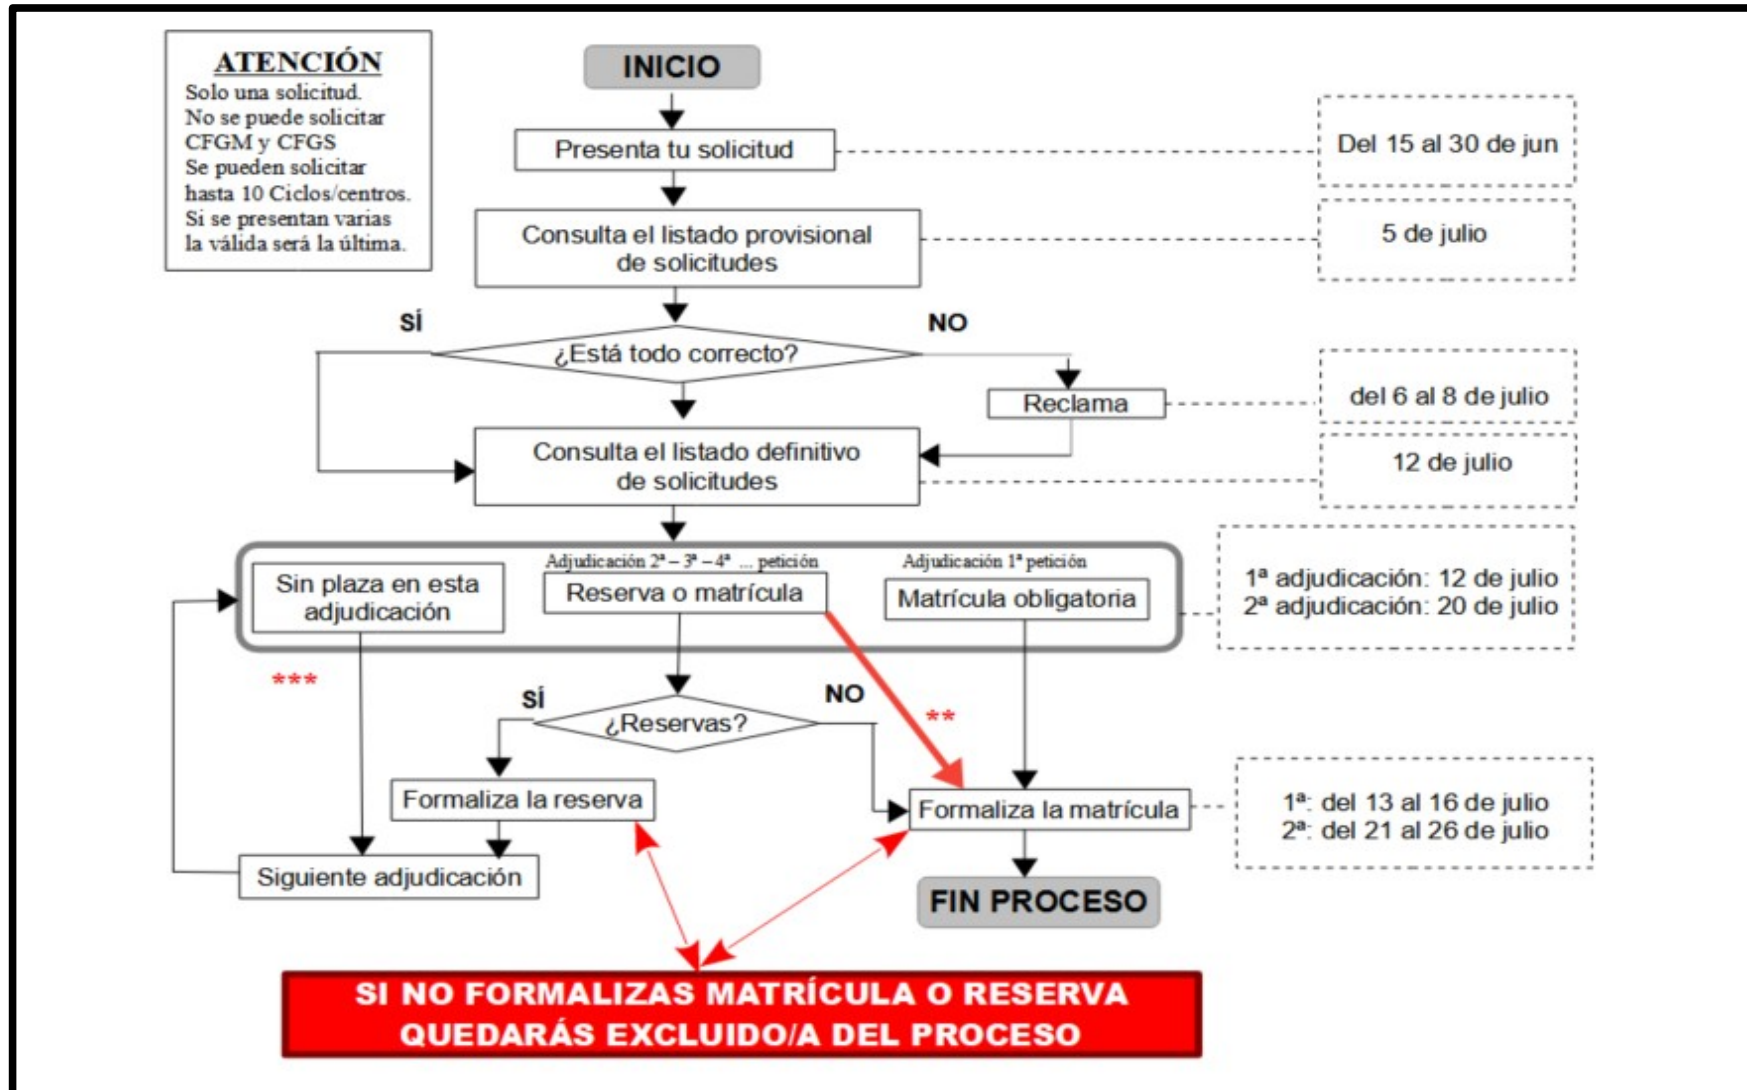 ATENCIÓN
Solo una solicitud.
No se puede solicitar
CFGM y CFGS
Se pueden solicitar
hasta 10 Ciclos/centros.
Si se presentan varias
la válida será la última.
INICIO
Presenta tu solicitud
Del 15 al 30 de jun
Consulta el listado provisional
de solicitudes
5 de julio
SÍ
NO
¿Está todo correcto?
Reclama
del 6 al 8 de julio
Consulta el listado definitivo
de solicitudes
12 de julio
Sin plaza en esta
adjudicación
Adjudicación 2ª – 3ª – 4ª ... petición
Reserva o matrícula
Adjudicación 1ª petición
Matrícula obligatoria
1ª adjudicación: 12 de julio
2ª adjudicación: 20 de julio
***
SÍ
NO
**
¿Reservas?
Formaliza la reserva
Formaliza la matrícula
1ª: del 13 al 16 de julio
2ª: del 21 al 26 de julio
Siguiente adjudicación
FIN PROCESO
SI NO FORMALIZAS MATRÍCULA O RESERVA
QUEDARÁS EXCLUIDO/A DEL PROCESO